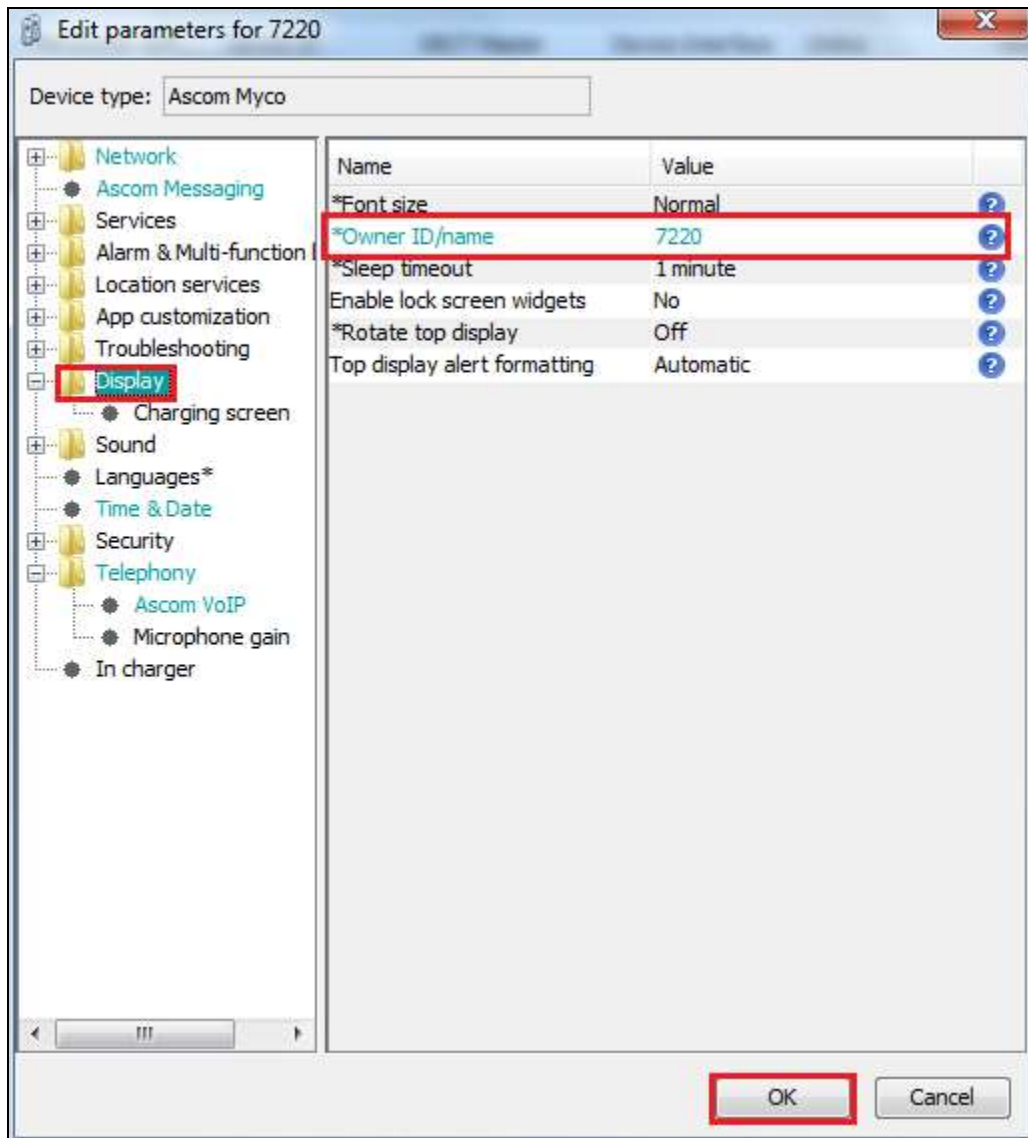 Edit parameters for 7220
Device type: Ascom Myco
Network
Ascom Messaging
Services
Alarm & Multi-function
Location services
App customization
Troubleshooting
Display
Charging screen
Sound
Languages*
Time & Date
Security
Telephony
Ascom VoIP
Microphone gain
In charger
Name Value
*Font size Normal
*Owner ID/name 7220
*Sleep timeout 1 minute
Enable lock screen widgets No
*Rotate top display Off
Top display alert formatting Automatic
OK Cancel